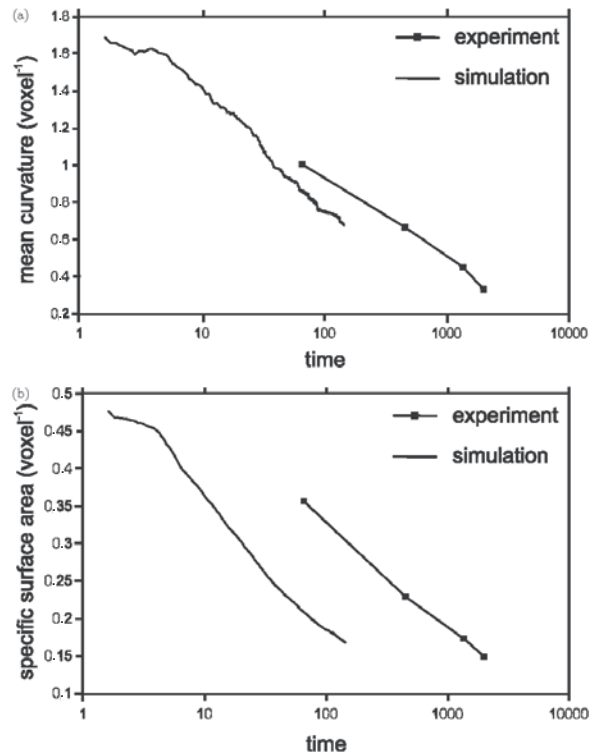 (a)
mean curvature (voxel-1)
1.8
1.6
1.4
1.2
1
0.8
0.6
0.4
0.2
experiment
simulation
1 10 100 1000 10000
time
(b)
specific surface area (voxel-1)
0.5
0.45
0.4
0.35
0.3
0.25
0.2
0.15
0.1
experiment
simulation
1 10 100 1000 10000
time